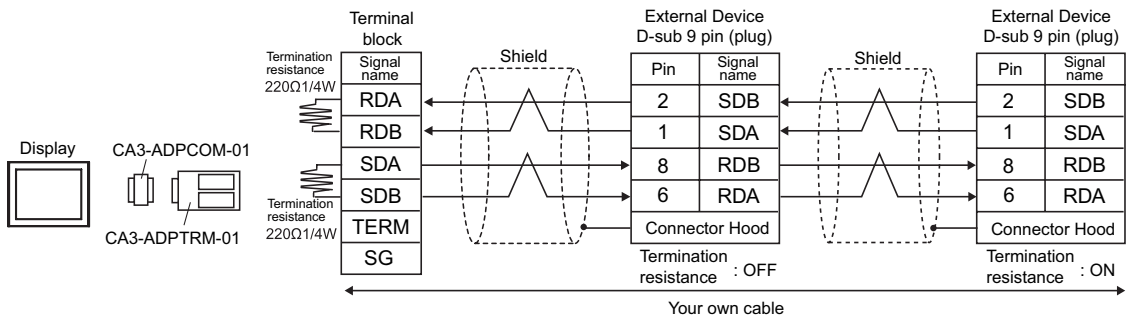 Display
CA3-ADPCOM-01
CA3-ADPTRM-01
Termination
resistance
220Ω1/4W
Termination
resistance
220Ω1/4W
Terminal
block
Signal
name
RDA
RDB
SDA
SDB
TERM
SG
Shield
External Device
D-sub 9 pin (plug)
Pin Signal
name
2 SDB
1 SDA
8 RDB
6 RDA
Connector Hood
Termination
resistance : OFF
Shield
External Device
D-sub 9 pin (plug)
Pin Signal
name
2 SDB
1 SDA
8 RDB
6 RDA
Connector Hood
Termination
resistance : ON
Your own cable